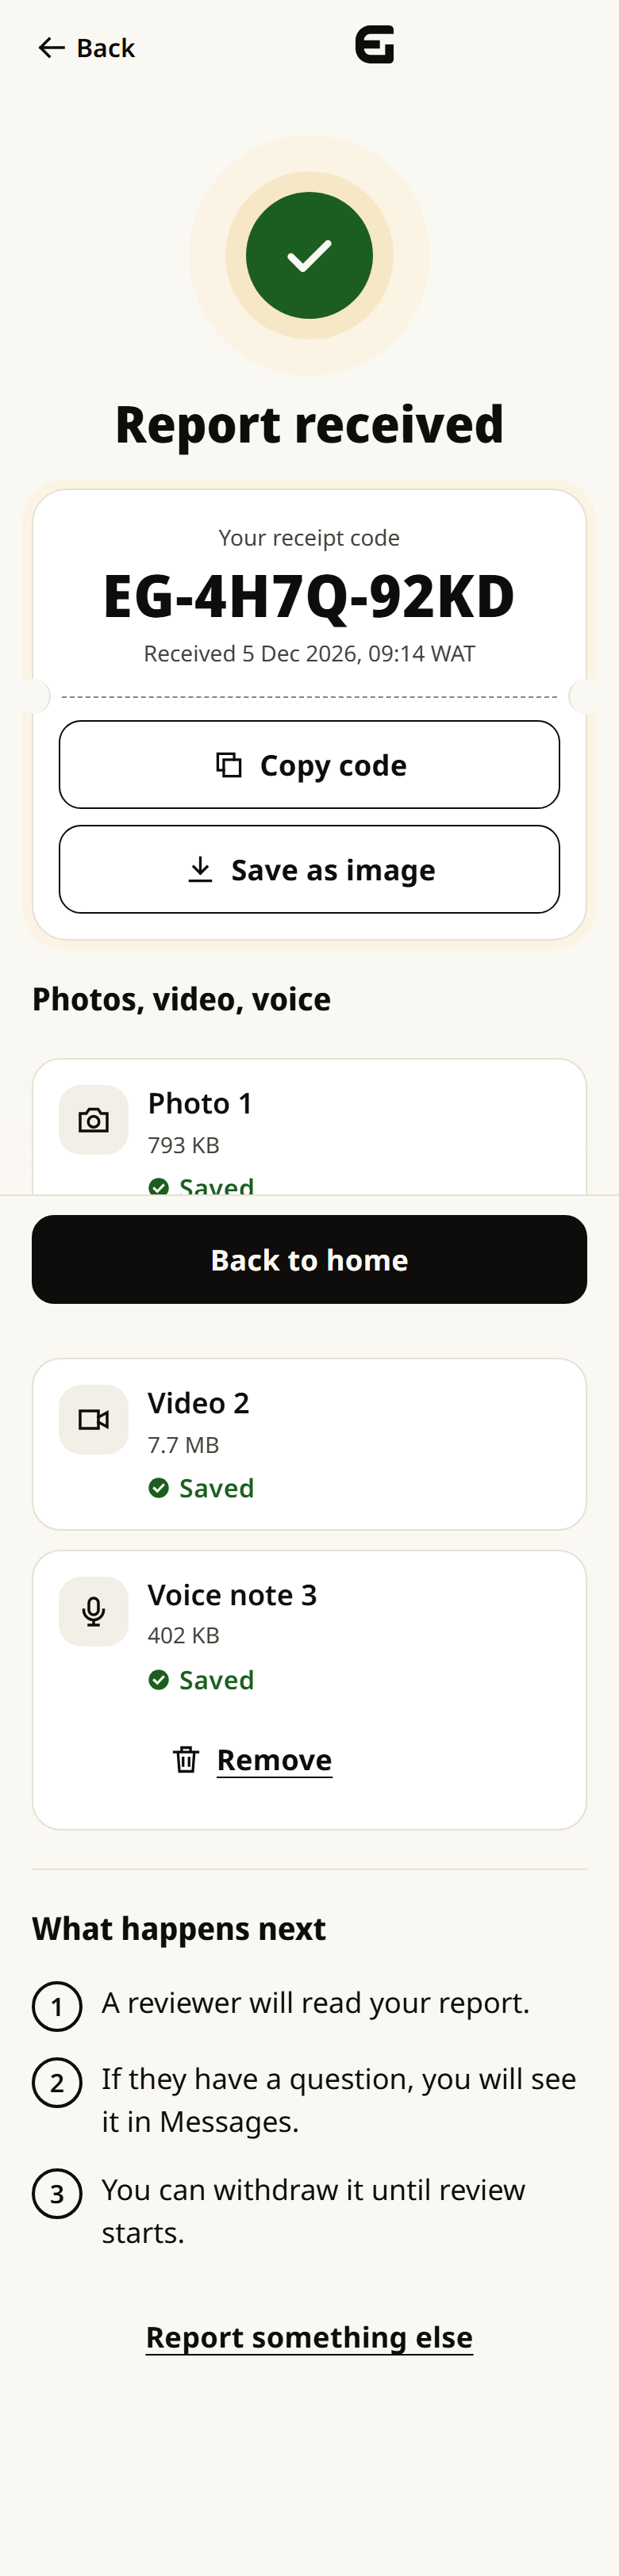 Back
Report received
Your receipt code
EG-4H7Q-92KD
Received 5 Dec 2026, 09:14 WAT
Copy code
Save as image
Photos, video, voice
Photo 1
793 KB
Saved
Back to home
Video 2
7.7 MB
Saved
Voice note 3
402 KB
Saved
Remove
What happens next
1 A reviewer will read your report.
2 If they have a question, you will see
it in Messages.
3 You can withdraw it until review
starts.
Report something else